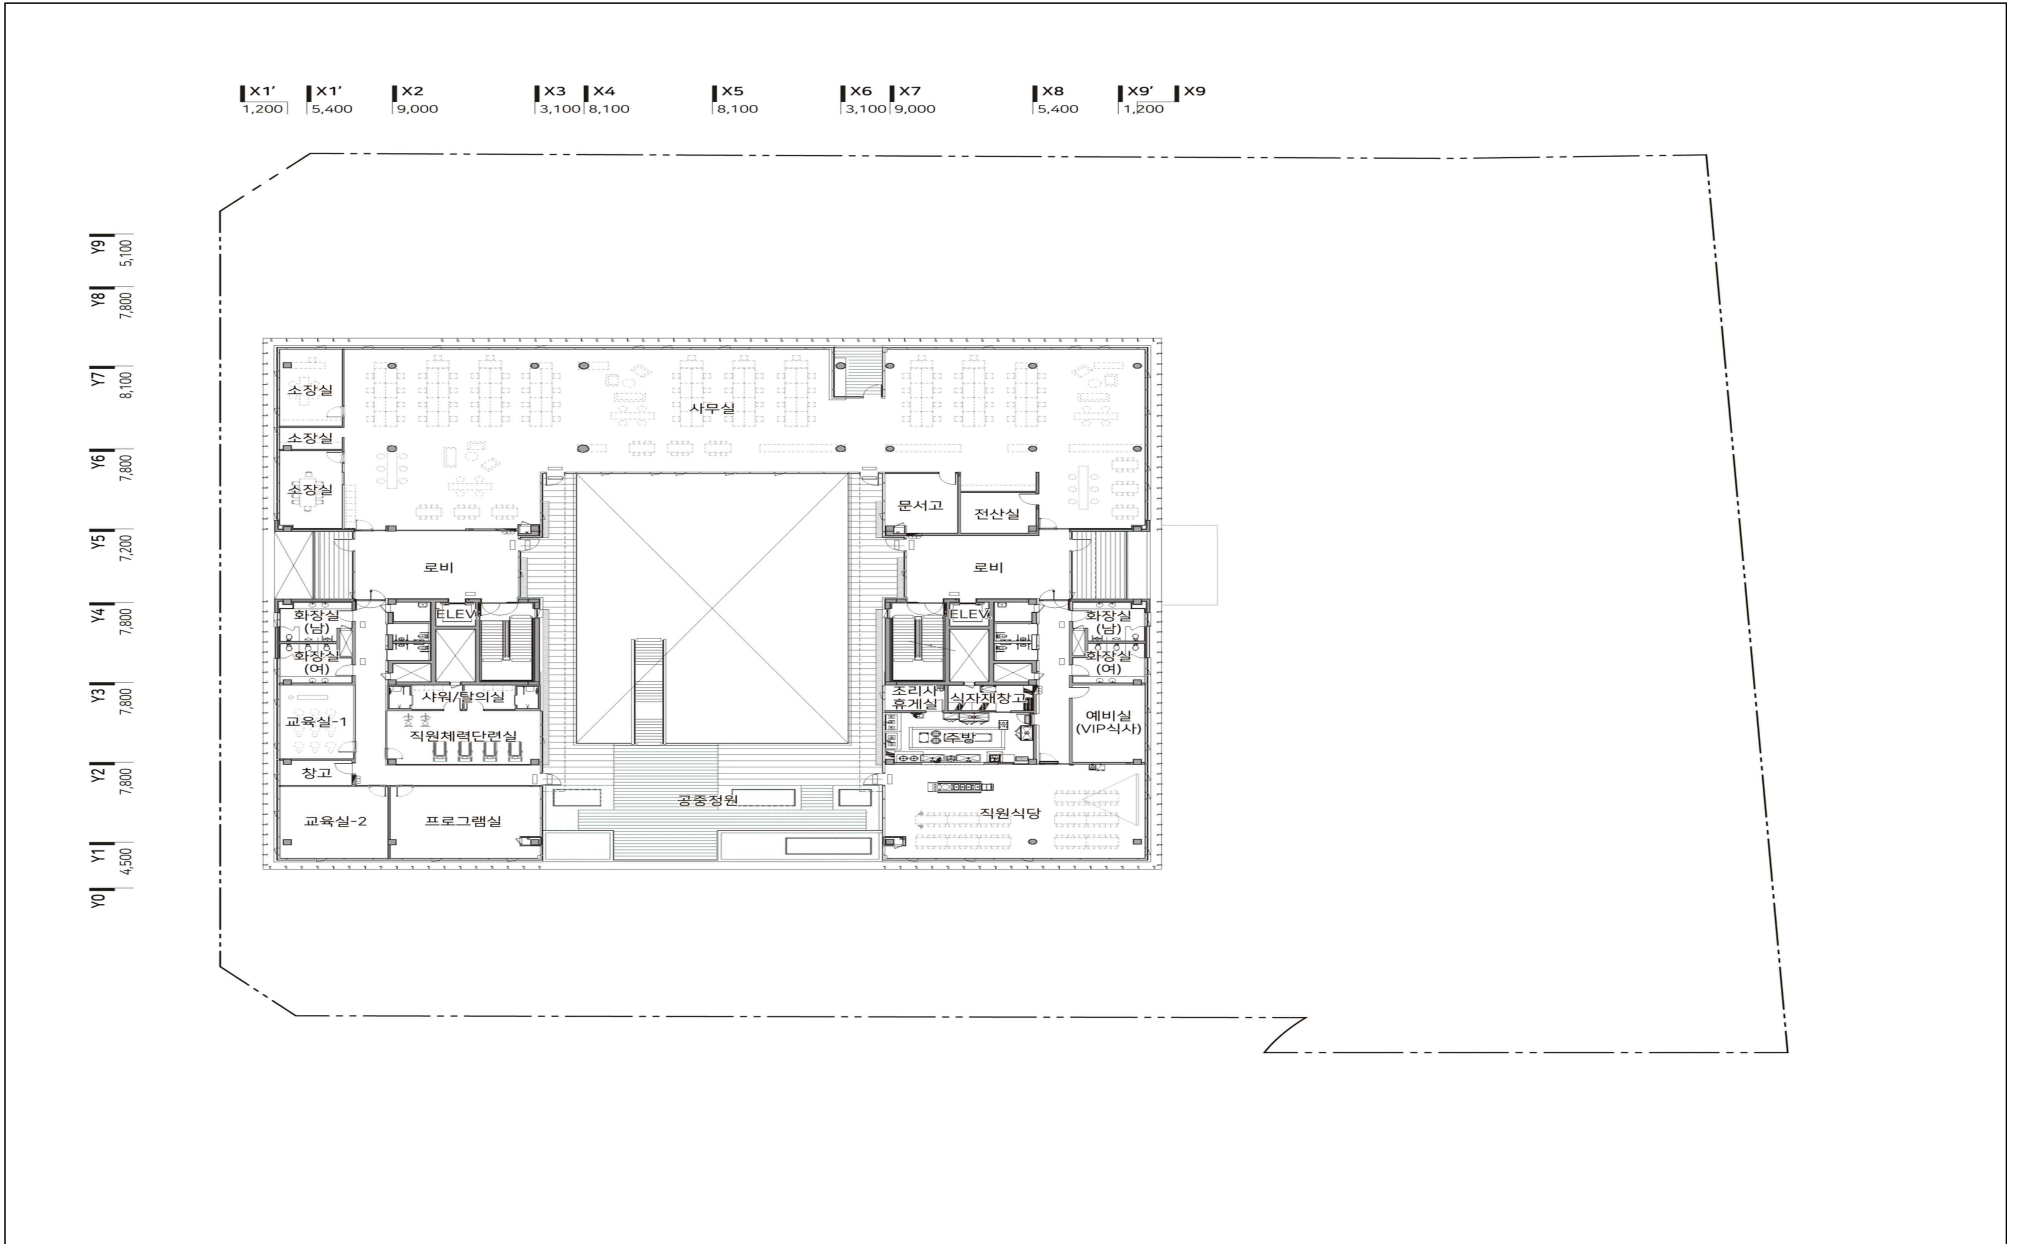 X1' X1' X2 X3 X4 X5 X6 X7 X8 X9' X9
1,200 5,400 9,000 3,100 8,100 8,100 3,100 9,000 5,400 1,200
Y9
5,100
Y8
7,800
Y7
8,100
Y6
7,800
Y5
7,200
Y4
7,800
Y3
7,800
Y2
7,800
Y1
4,500
Y0
소장실
사무실
소장실
소장실
문서고
전산실
로비
로비
화장실
(남)
ELEV
ELEV
화장실
(남)
화장실
(여)
화장실
(여)
샤워/탈의실
조리사
휴게실
식자재창고
교육실-1
직원체력단련실
주방
예비실
(VIP식사)
창고
공중정원
교육실-2
프로그램실
직원식당